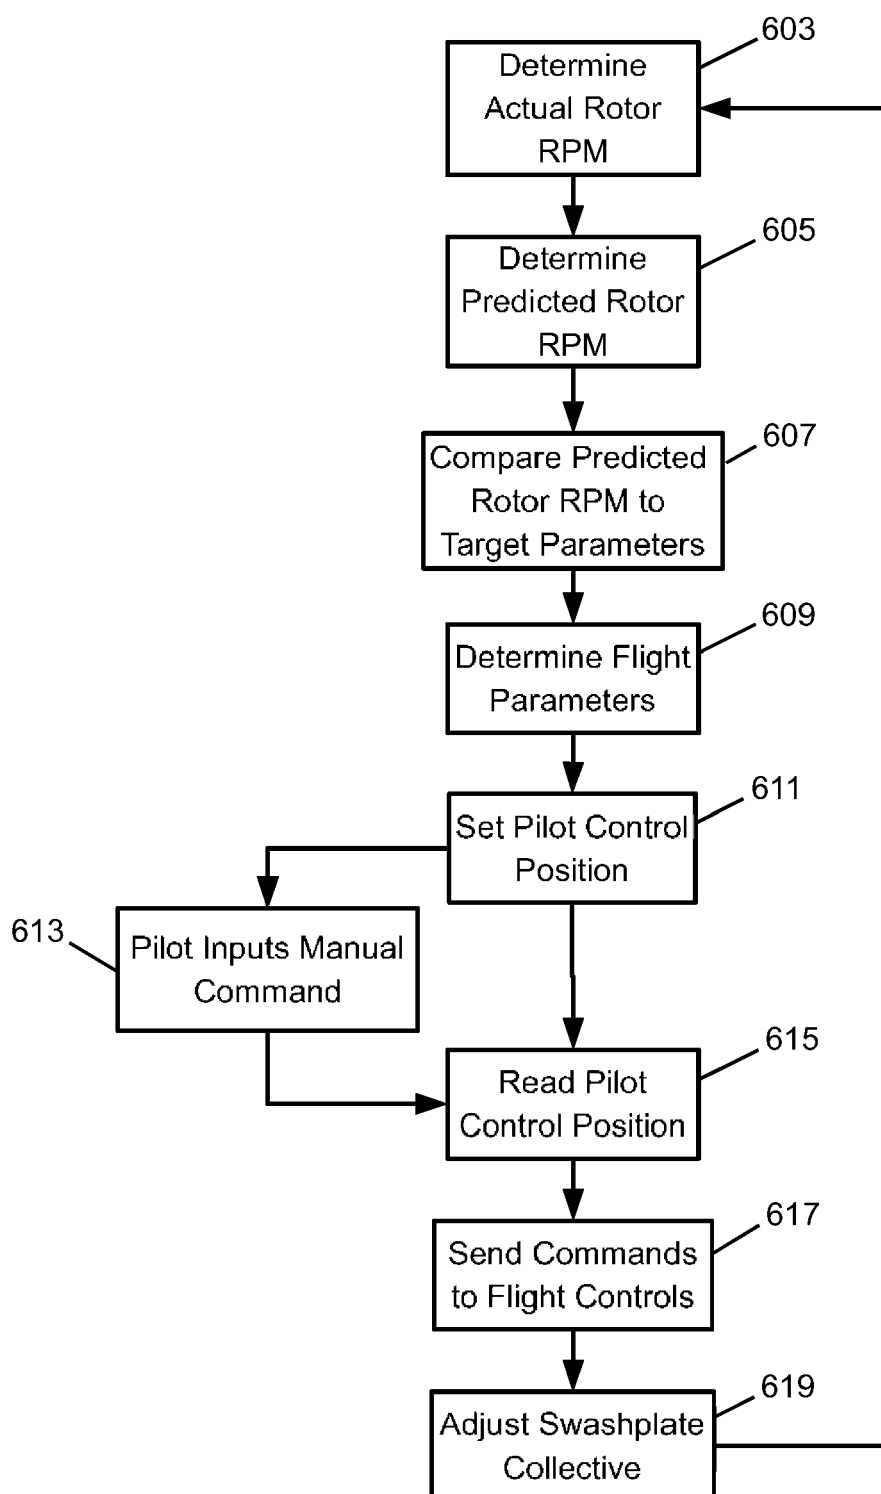 603
Determine
Actual Rotor
RPM
605
Determine
Predicted Rotor
RPM
607
Compare Predicted
Rotor RPM to
Target Parameters
609
Determine Flight
Parameters
611
Set Pilot Control
Position
613
Pilot Inputs Manual
Command
615
Read Pilot
Control Position
617
Send Commands
to Flight Controls
619
Adjust Swashplate
Collective